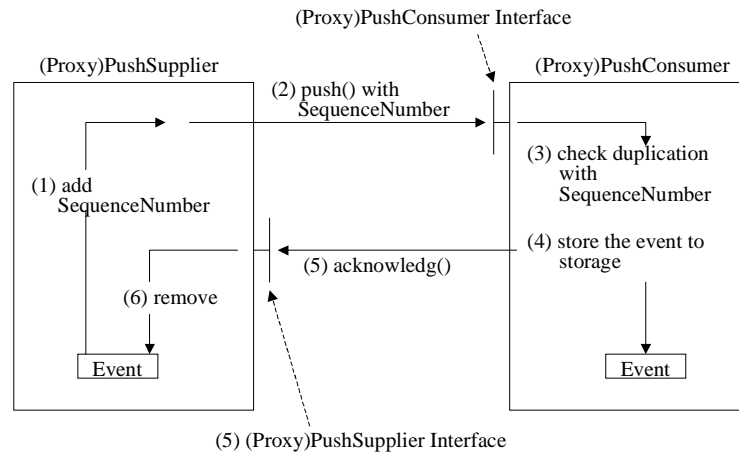 (Proxy)PushConsumer Interface
(Proxy)PushSupplier
(Proxy)PushConsumer
(2) push() with
SequenceNumber
(1) add
SequenceNumber
(3) check duplication
with
SequenceNumber
(4) store the event to
storage
(5) acknowledg()
(6) remove
Event
Event
(5) (Proxy)PushSupplier Interface